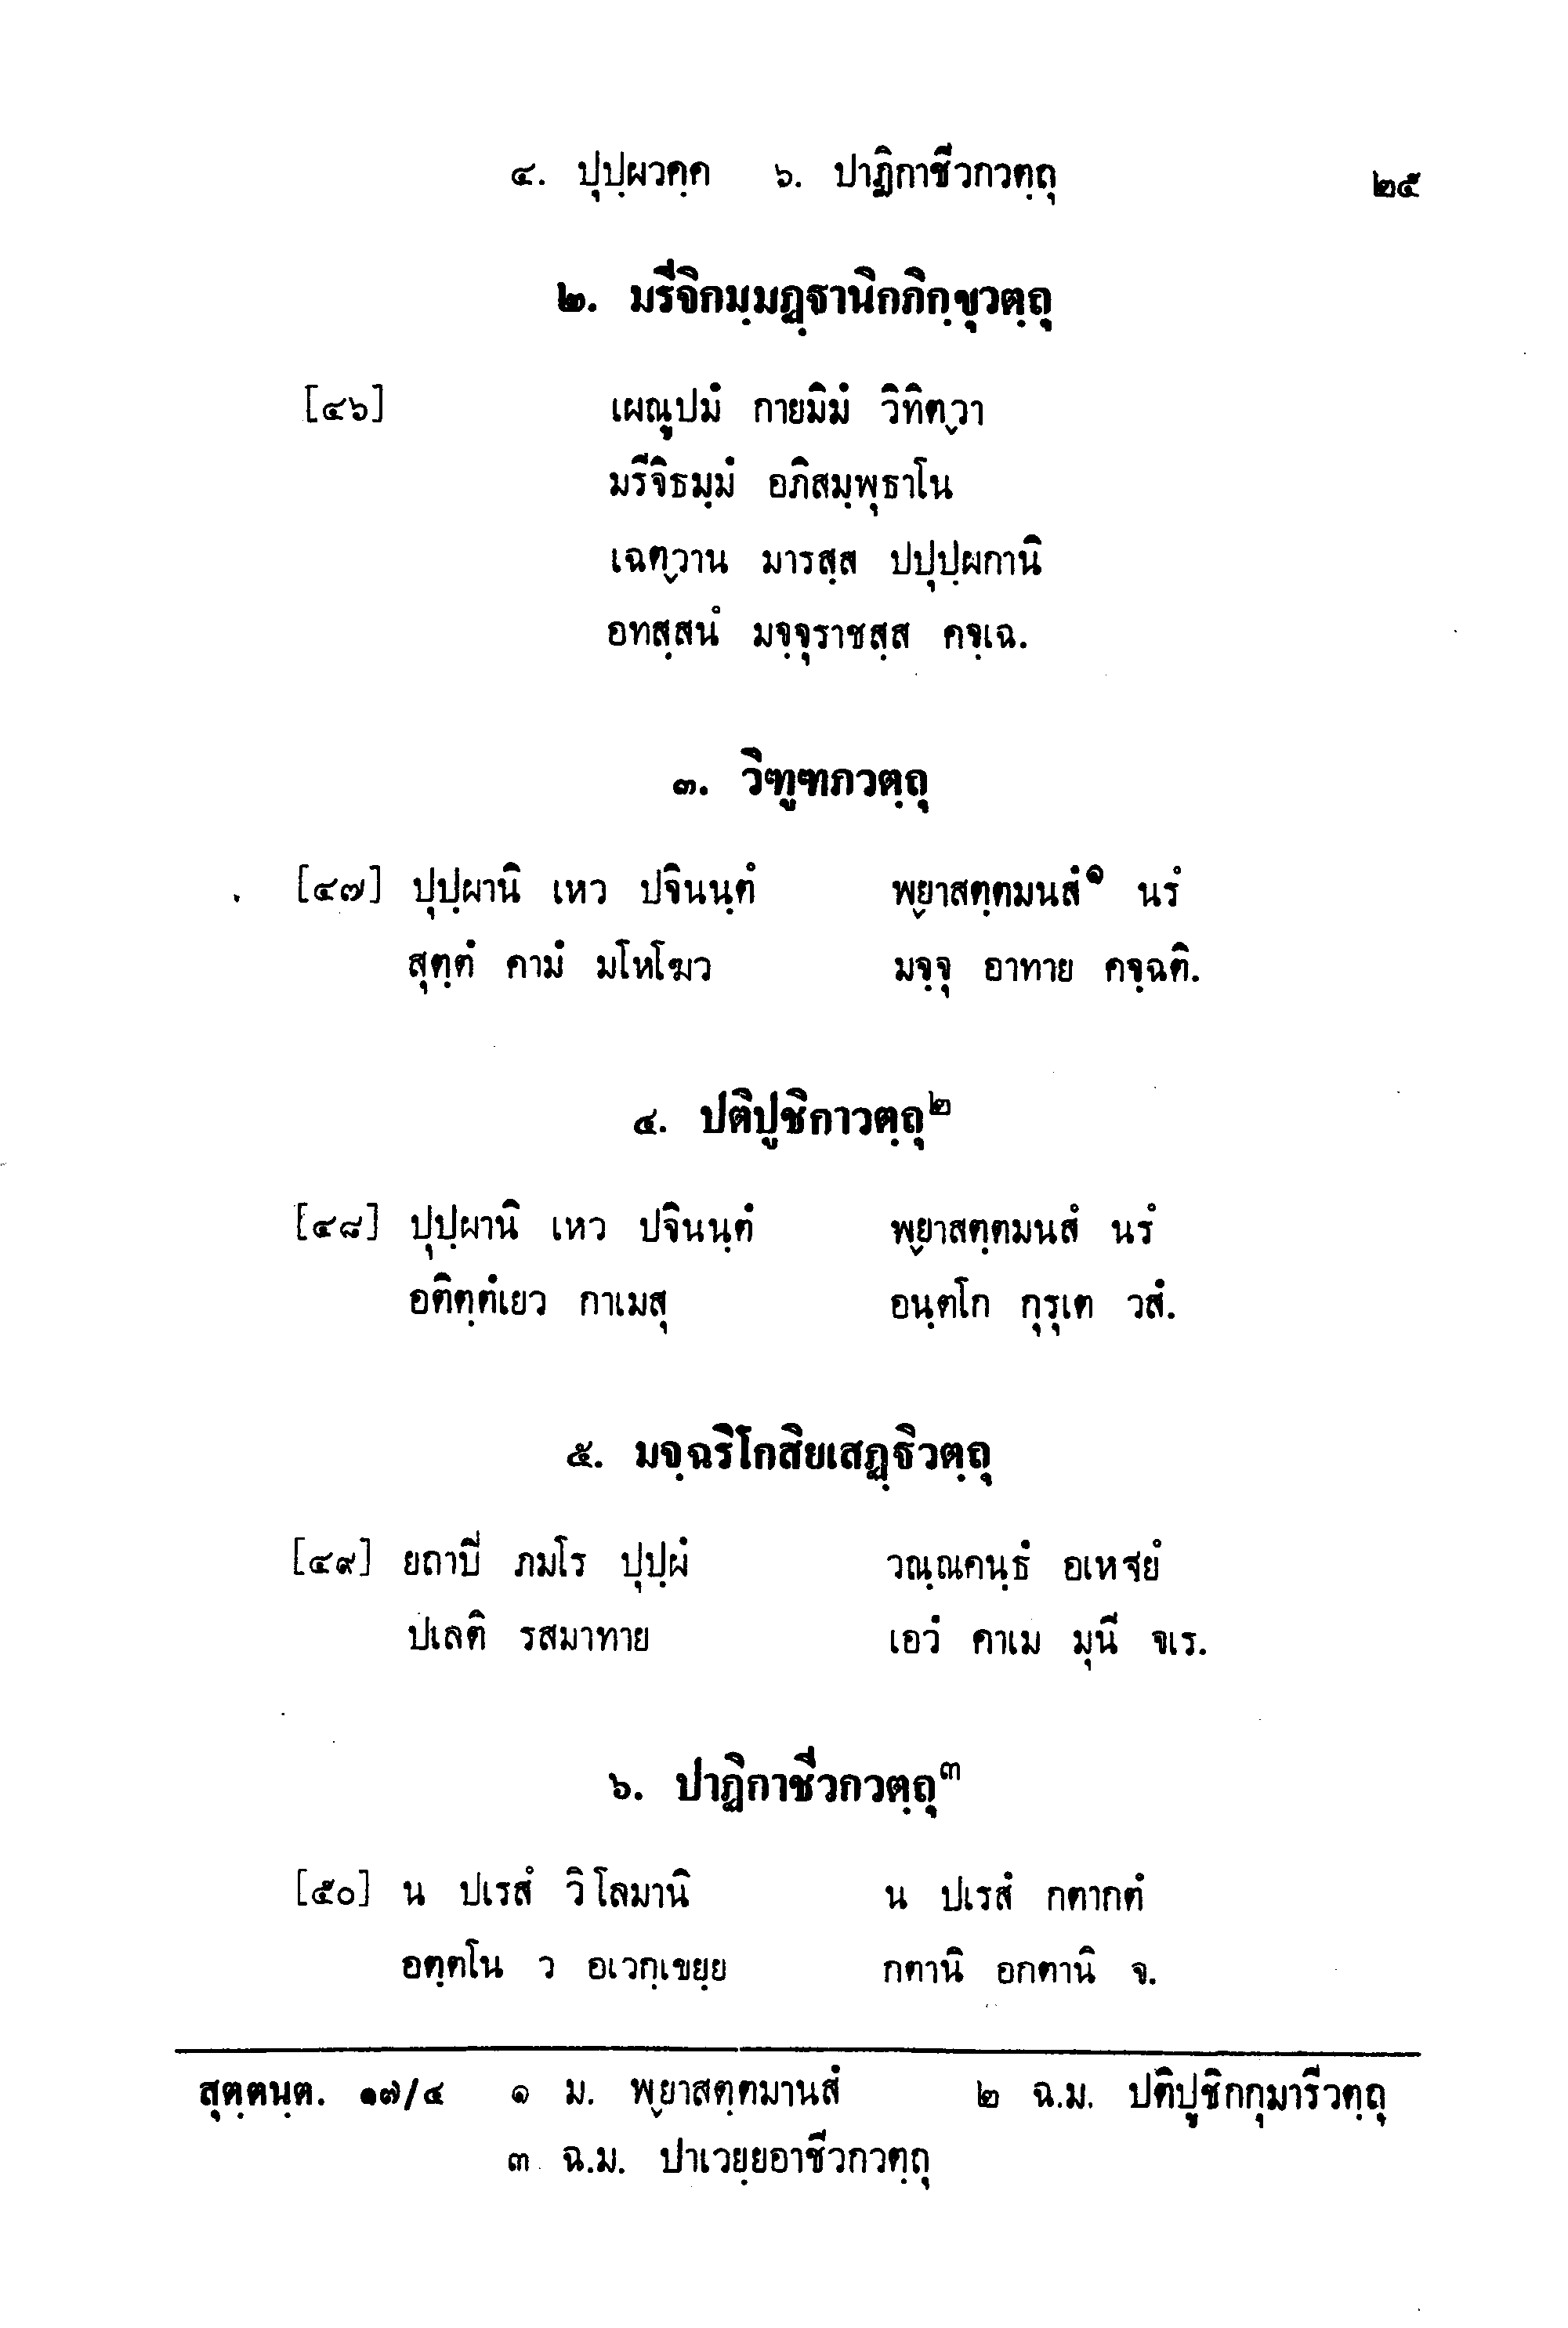 ๔. ปุปฺผวคฺค ๖. ปาฏิกาชีวกวตฺถุ ๒๕
๒. มรีจิกมฺมฏฺฐานิกภิกฺขุวตฺถุ
[๔๖] เผณูปมํ กายมิมํ วิทิตฺวา
มรีจิธมฺมํ อภิสมฺพุธาโน
เฉตฺวาน มารสฺส ปปุปฺผกานิ
อทสฺสนํ มจฺจุราชสฺส คจฺเฉ.
๓. วิฑูฑภวตฺถุ
[๔๗] ปุปฺผานิ เหว ปจินนฺตํ พฺยาสตฺตมนสํ๑ นรํ
สุตฺตํ คามํ มโหโฆว มจฺจุ อาทาย คจฺฉติ.
๔. ปติปูชิกาวตฺถุ๒
[๔๘] ปุปฺผานิ เหว ปจินนฺตํ พฺยาสตฺตมนสํ นรํ
อติตฺตํเยว กาเมสุ อนฺตโก กุรุเต วสํ.
๕. มจฺฉริโกสิยเสฏฺฐิวตฺถุ
[๔๙] ยถาปิ ภมโร ปุปฺผํ วณฺณคนฺธํ อเหฐยํ
ปเลติ รสมาทาย เอวํ คาเม มุนี จเร.
๖. ปาฏิกาชีวกวตฺถุ๓
[๕๐] น ปเรสํ วิโลมานิ น ปเรสํ กตากตํ
อตฺตโน ว อเวกฺเขยฺย กตานิ อกตานิ จ.
สุตฺตนฺต. ๑๗/๔ ๑ ม. พฺยาสตฺตมานสํ ๒ ฉ.ม. ปติปูชิกกุมารีวตฺถุ
๓ ฉ.ม. ปาเวยฺยอาชีวกวตฺถุ